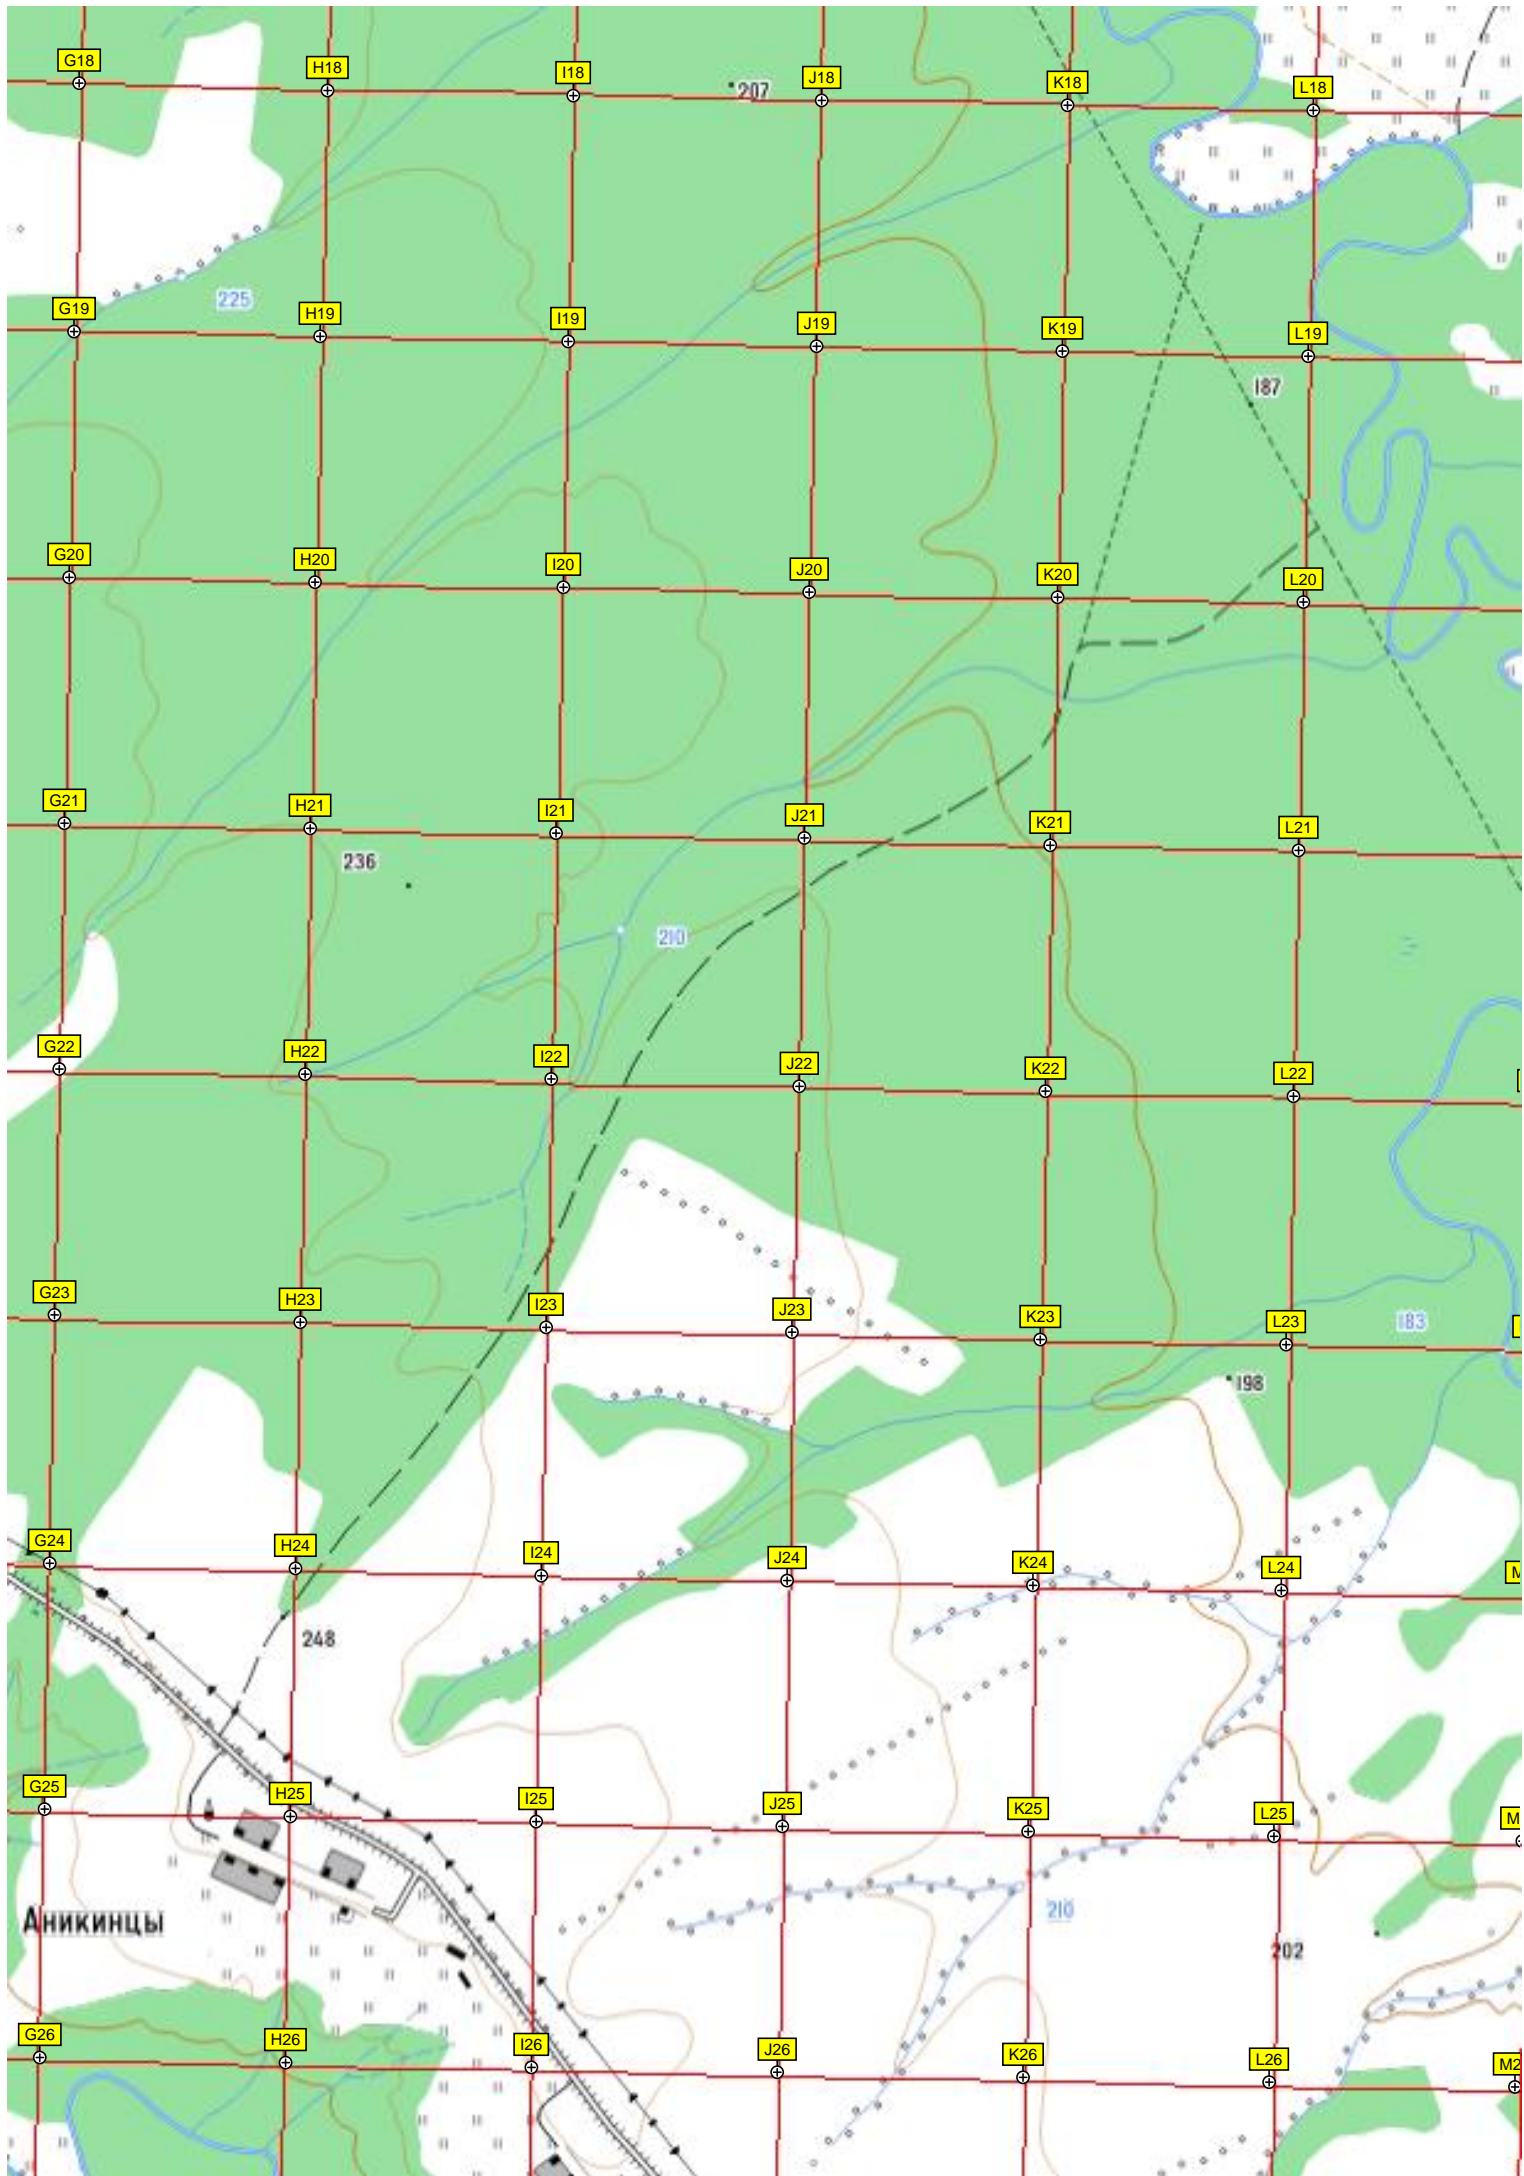 G18 H18 I18 J18 K18 L18
207
225
G19 H19 I19 J19 K19 L19
187
G20 H20 I20 J20 K20 L20
G21 H21 I21 J21 K21 L21
236
210
G22 H22 I22 J22 K22 L22
G23 H23 I23 J23 K23 L23
183
198
G24 H24 I24 J24 K24 L24
248
G25 H25 I25 J25 K25 L25 M
Аникинцы
210
202
G26 H26 I26 J26 K26 L26 M2